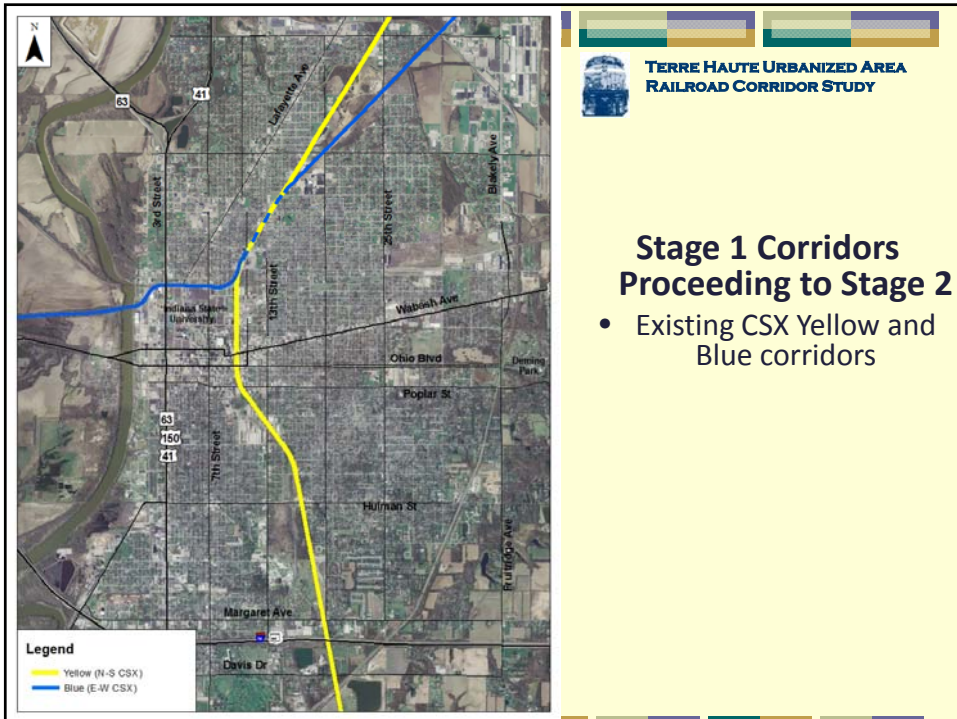 N
63
41
Lafayette Ave
Blakely Ave
3rd Street
25th Street
13th Street
Wabash Ave
Indiana State
University
Ohio Blvd
Deming
Park
Poplar St
63
150
41
7th Street
Hulman St
Fruitridge Ave
Margaret Ave
Davis Dr
Legend
Yellow (N-S CSX)
Blue (E-W CSX)
TERRE HAUTE URBANIZED AREA
RAILROAD CORRIDOR STUDY
Stage 1 Corridors
Proceeding to Stage 2
• Existing CSX Yellow and
Blue corridors